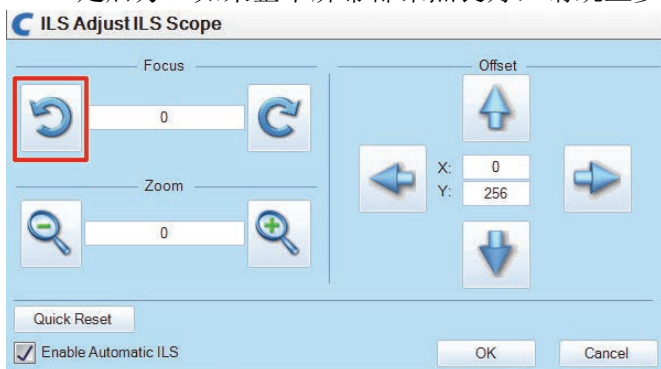 ILS Adjust ILS Scope
Focus
0
Zoom
0
Offset
X: 0
Y: 256
Quick Reset
Enable Automatic ILS
OK
Cancel